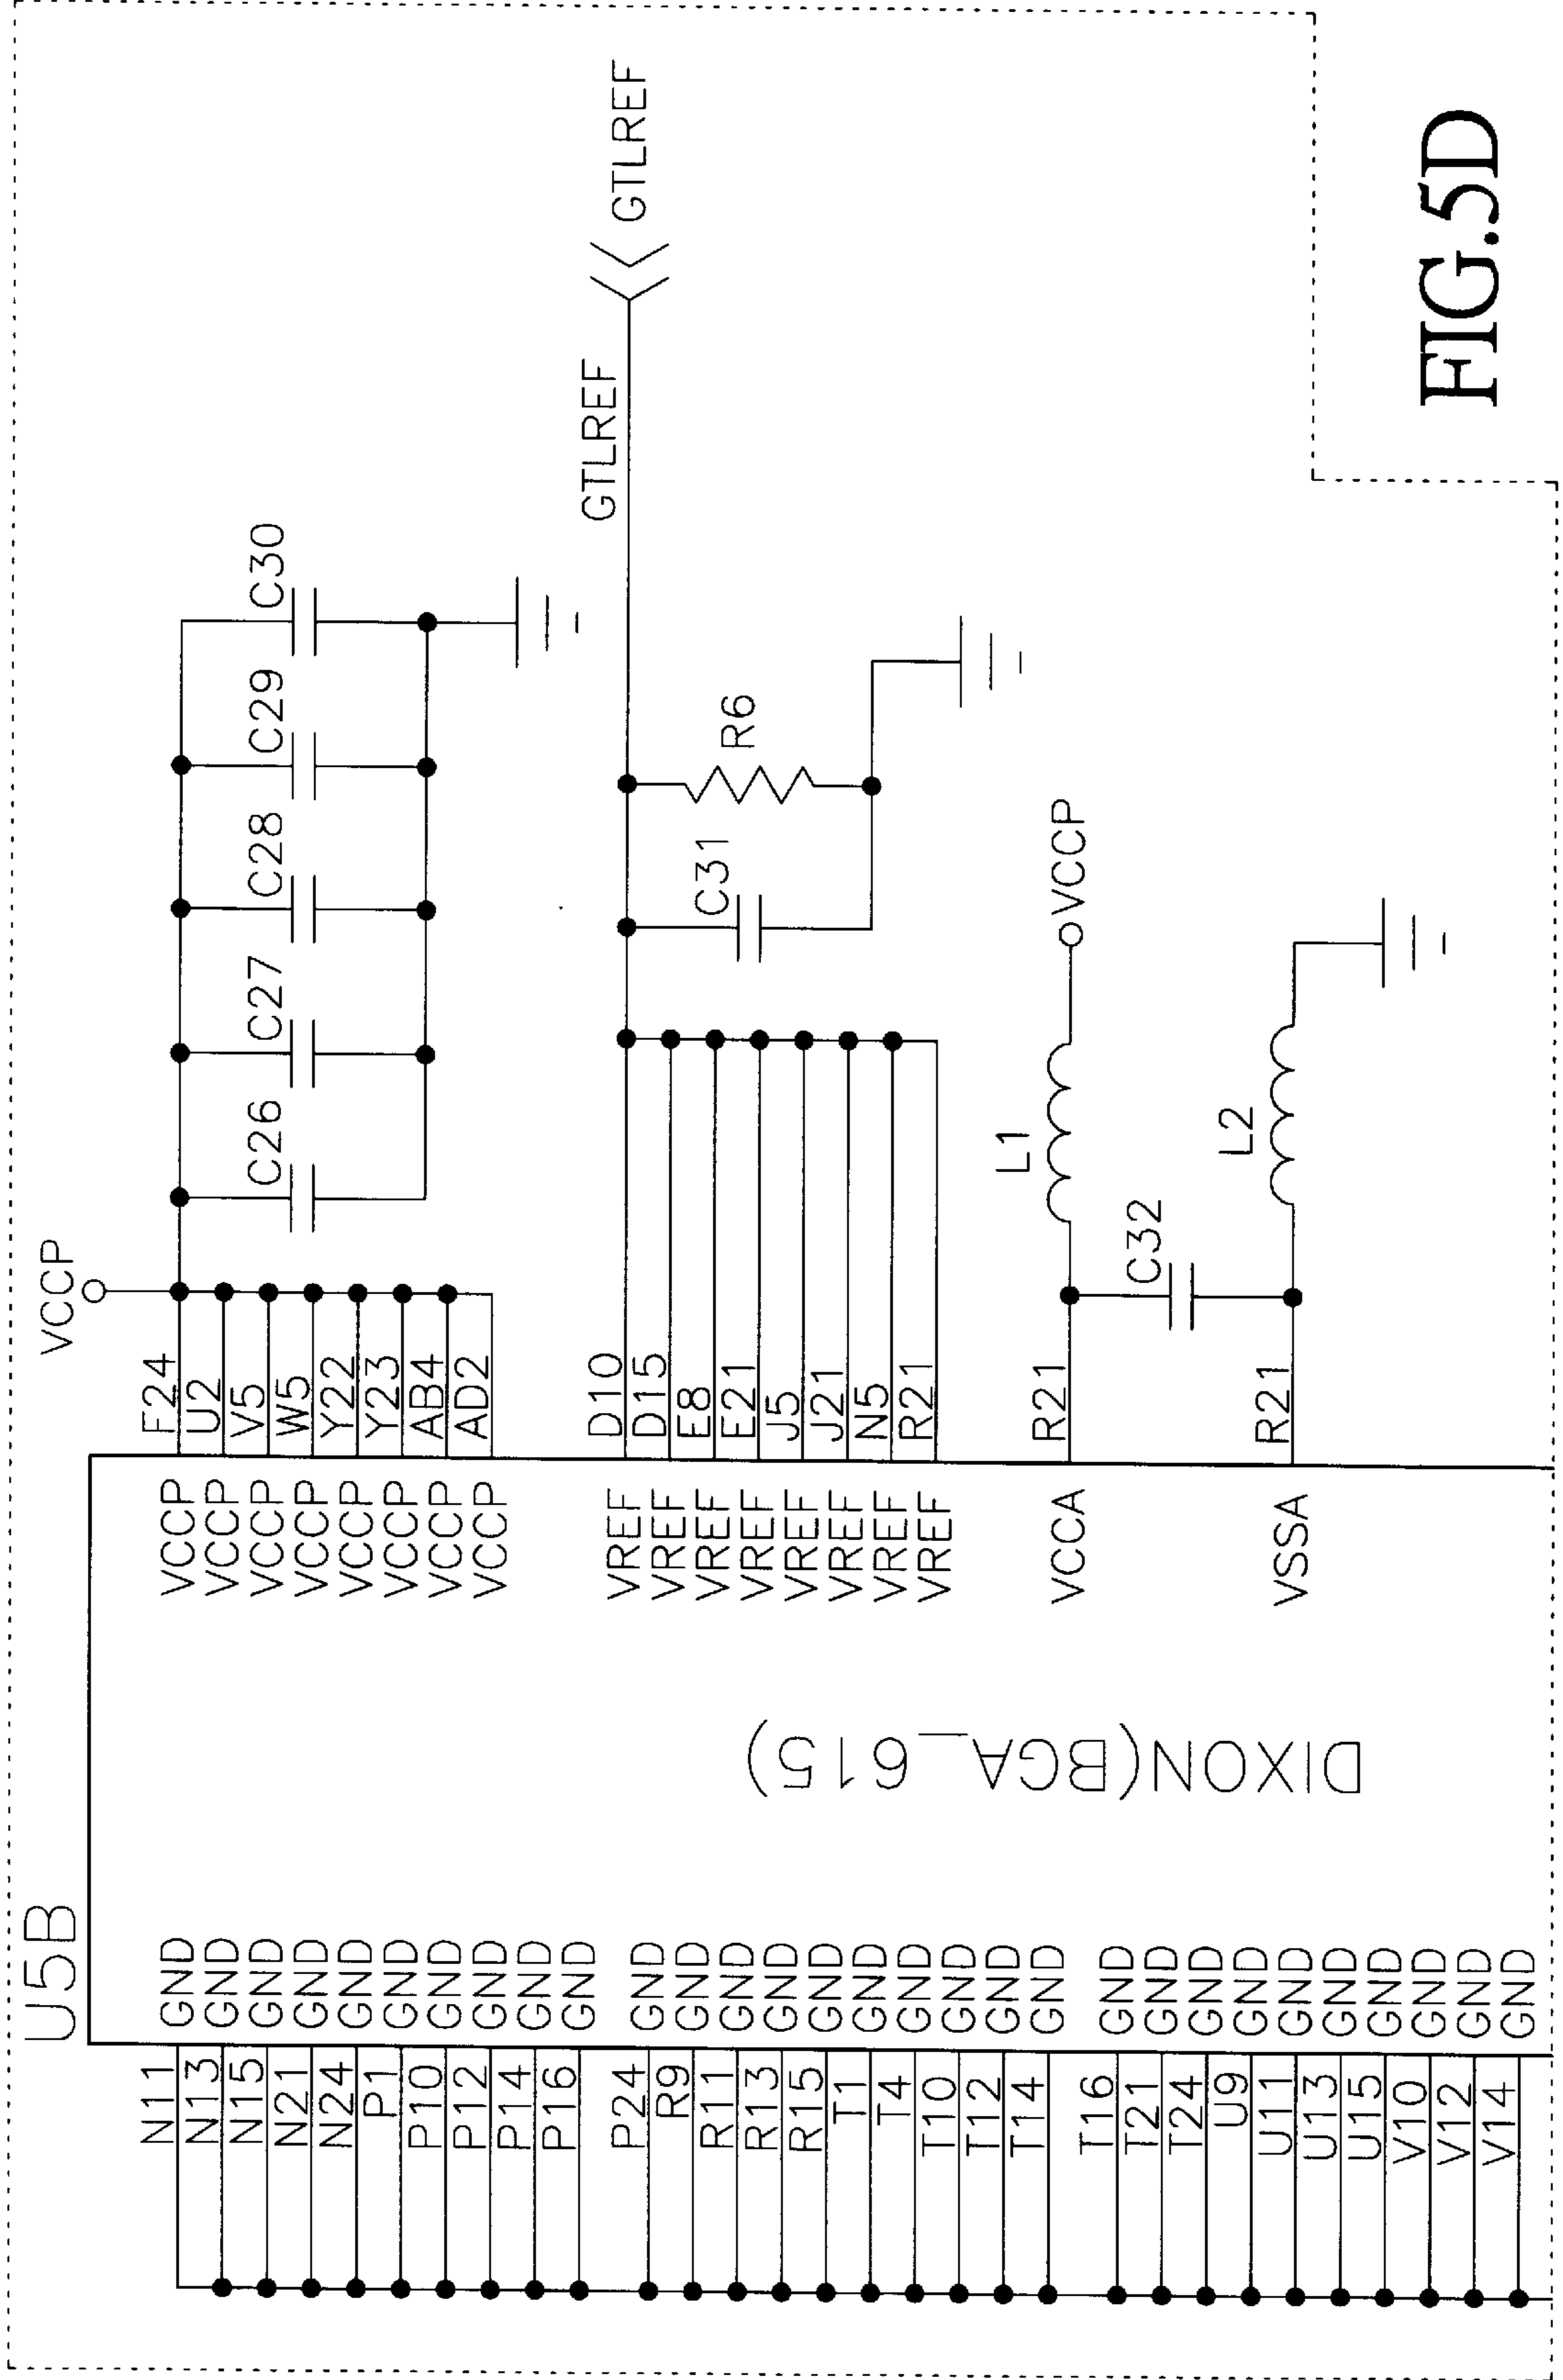 U5B
DIXON(BGA_615)
N11 GND
N13 GND
N15 GND
N21 GND
N24 GND
P1 GND
P10 GND
P12 GND
P14 GND
P16 GND
P24 GND
R9 GND
R11 GND
R13 GND
R15 GND
T1 GND
T4 GND
T10 GND
T12 GND
T14 GND
T16 GND
T21 GND
T24 GND
U9 GND
U11 GND
U13 GND
U15 GND
V10 GND
V12 GND
V14 GND
VCCP
VCCP F24
VCCP U2
VCCP V5
VCCP W5
VCCP Y22
VCCP Y23
VCCP AB4
VCCP AD2
C26 C27 C28 C29 C30
VREF D10
VREF D15
VREF E8
VREF E21
VREF J5
VREF J21
VREF N5
VREF R21
C31 R6
GTLREF
GTLREF
VCCA R21
L1
VCCP
C32
VSSA R21
L2
FIG.5D